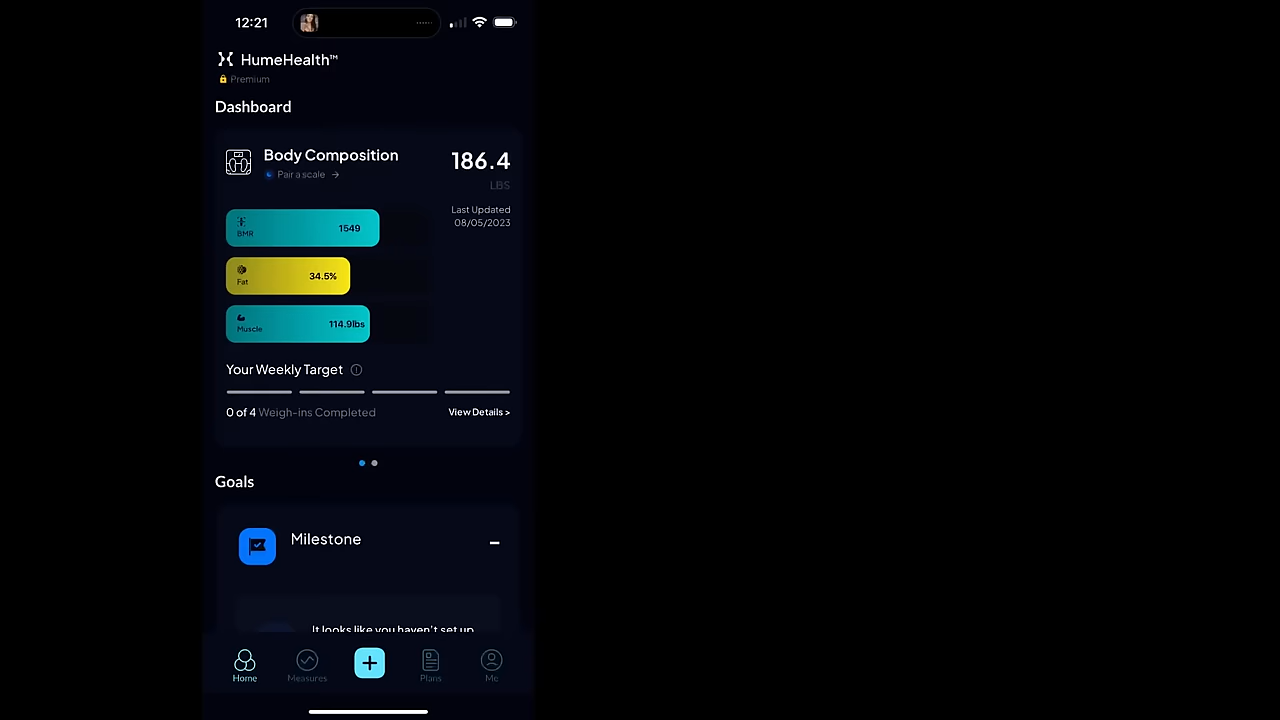 12:21
HumeHealth™
Premium
Dashboard
Body Composition
Pair a scale →
186.4
LBS
Last Updated
08/05/2023
BMR
1549
Fat
34.5%
Muscle
114.9lbs
Your Weekly Target
0 of 4 Weigh-ins Completed
View Details >
Goals
Milestone
It looks like you haven't set up
Home
Measures
Plans
Me